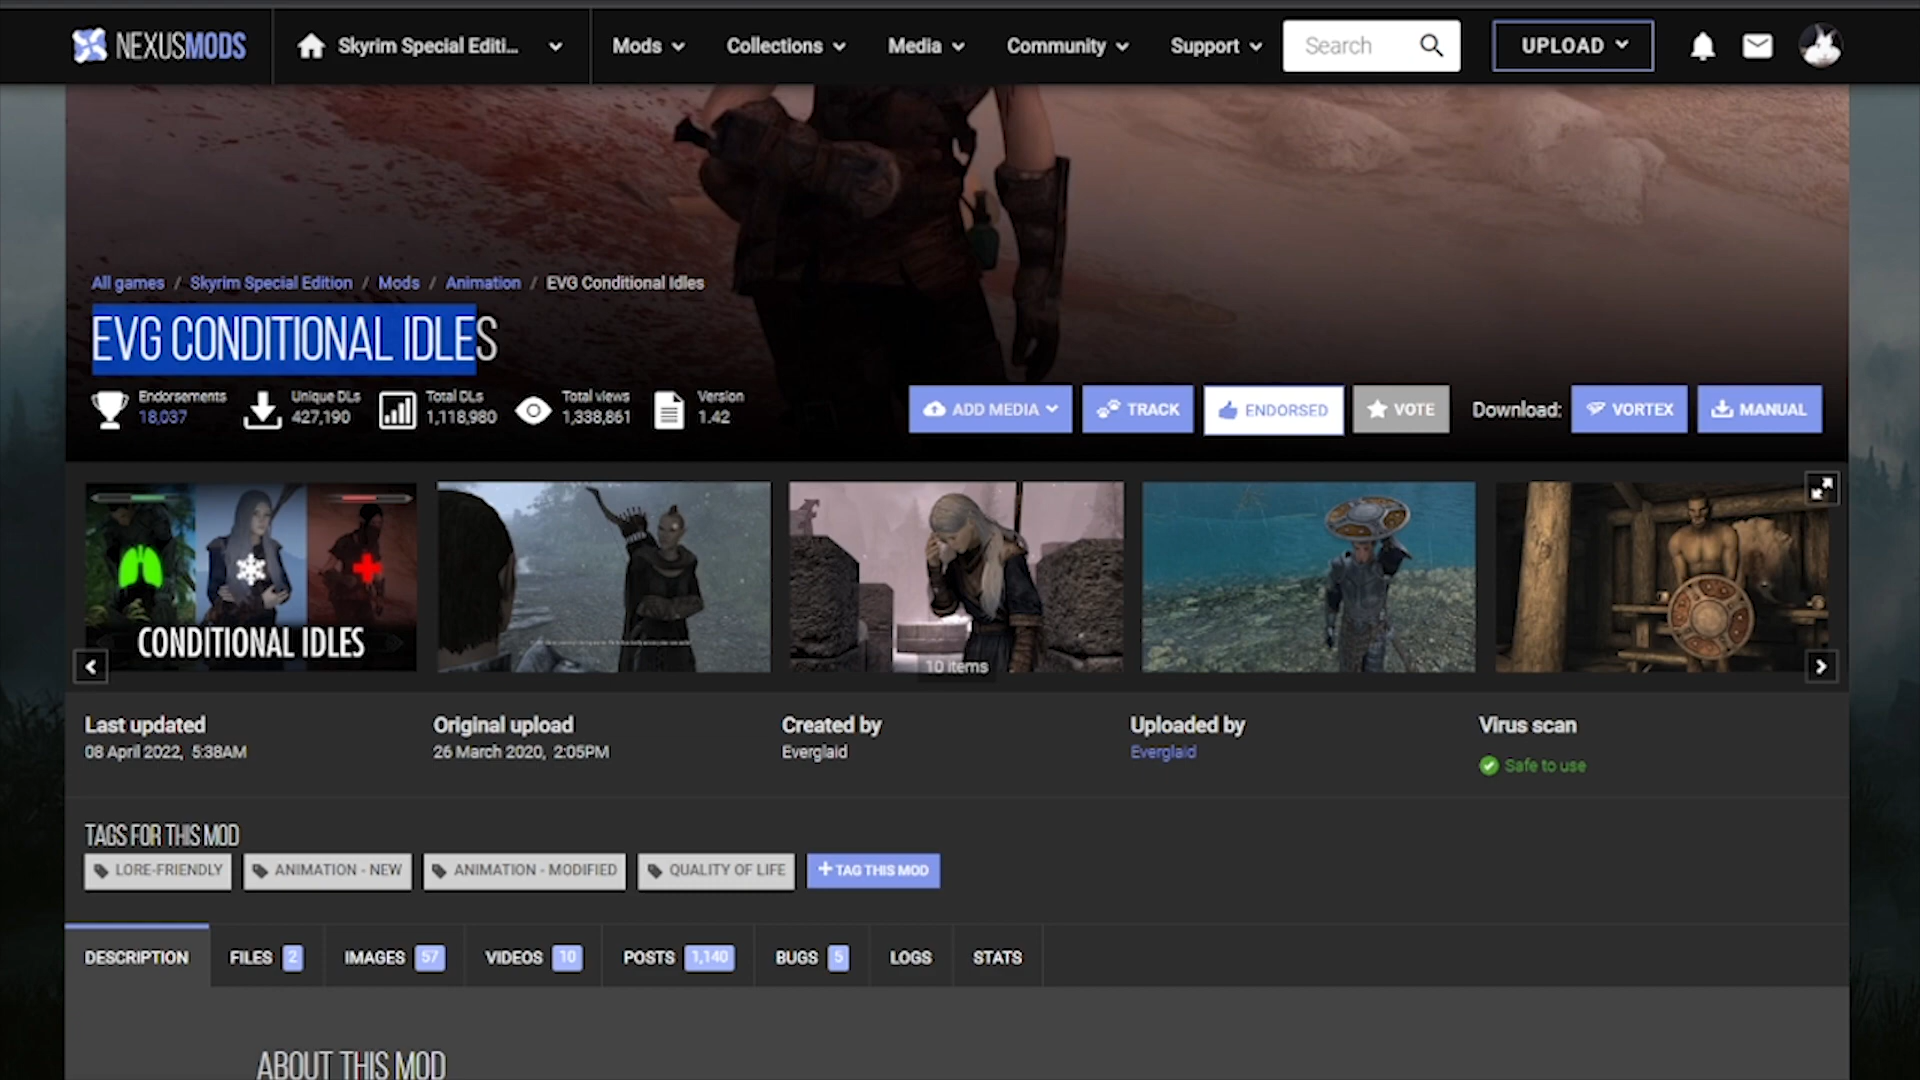 NEXUSMODS
Skyrim Special Editi...
Mods
Collections
Media
Community
Support
Search
UPLOAD
All games / Skyrim Special Edition / Mods / Animation / EVG Conditional Idles
EVG CONDITIONAL IDLES
Endorsements
18,037
Unique DLs
427,190
Total DLs
1,118,980
Total views
1,338,861
Version
1.42
ADD MEDIA
TRACK
ENDORSED
VOTE
Download:
VORTEX
MANUAL
CONDITIONAL IDLES
10 items
Last updated
08 April 2022, 5:38AM
Original upload
26 March 2020, 2:05PM
Created by
Everglaid
Uploaded by
Everglaid
Virus scan
Safe to use
TAGS FOR THIS MOD
LORE-FRIENDLY
ANIMATION - NEW
ANIMATION - MODIFIED
QUALITY OF LIFE
+ TAG THIS MOD
DESCRIPTION
FILES 2
IMAGES 57
VIDEOS 10
POSTS 1,140
BUGS 5
LOGS
STATS
ABOUT THIS MOD